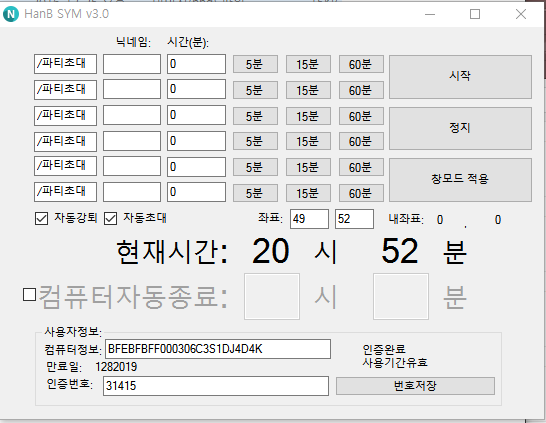 HanB SYM v3.0
닉네임: 시간(분):
/파티초대 0 5분 15분 60분 시작
/파티초대 0 5분 15분 60분
/파티초대 0 5분 15분 60분 정지
/파티초대 0 5분 15분 60분
/파티초대 0 5분 15분 60분 창모드 적용
/파티초대 0 5분 15분 60분
자동강퇴 자동초대 좌표: 49 52 내좌표: 0 , 0
현재시간: 20 시 52 분
컴퓨터자동종료: 시 분
사용자정보:
컴퓨터정보: BFEBFBFF000306C3S1DJ4D4K 인증완료
만료일: 1282019 사용기간유효
인증번호: 31415 번호저장